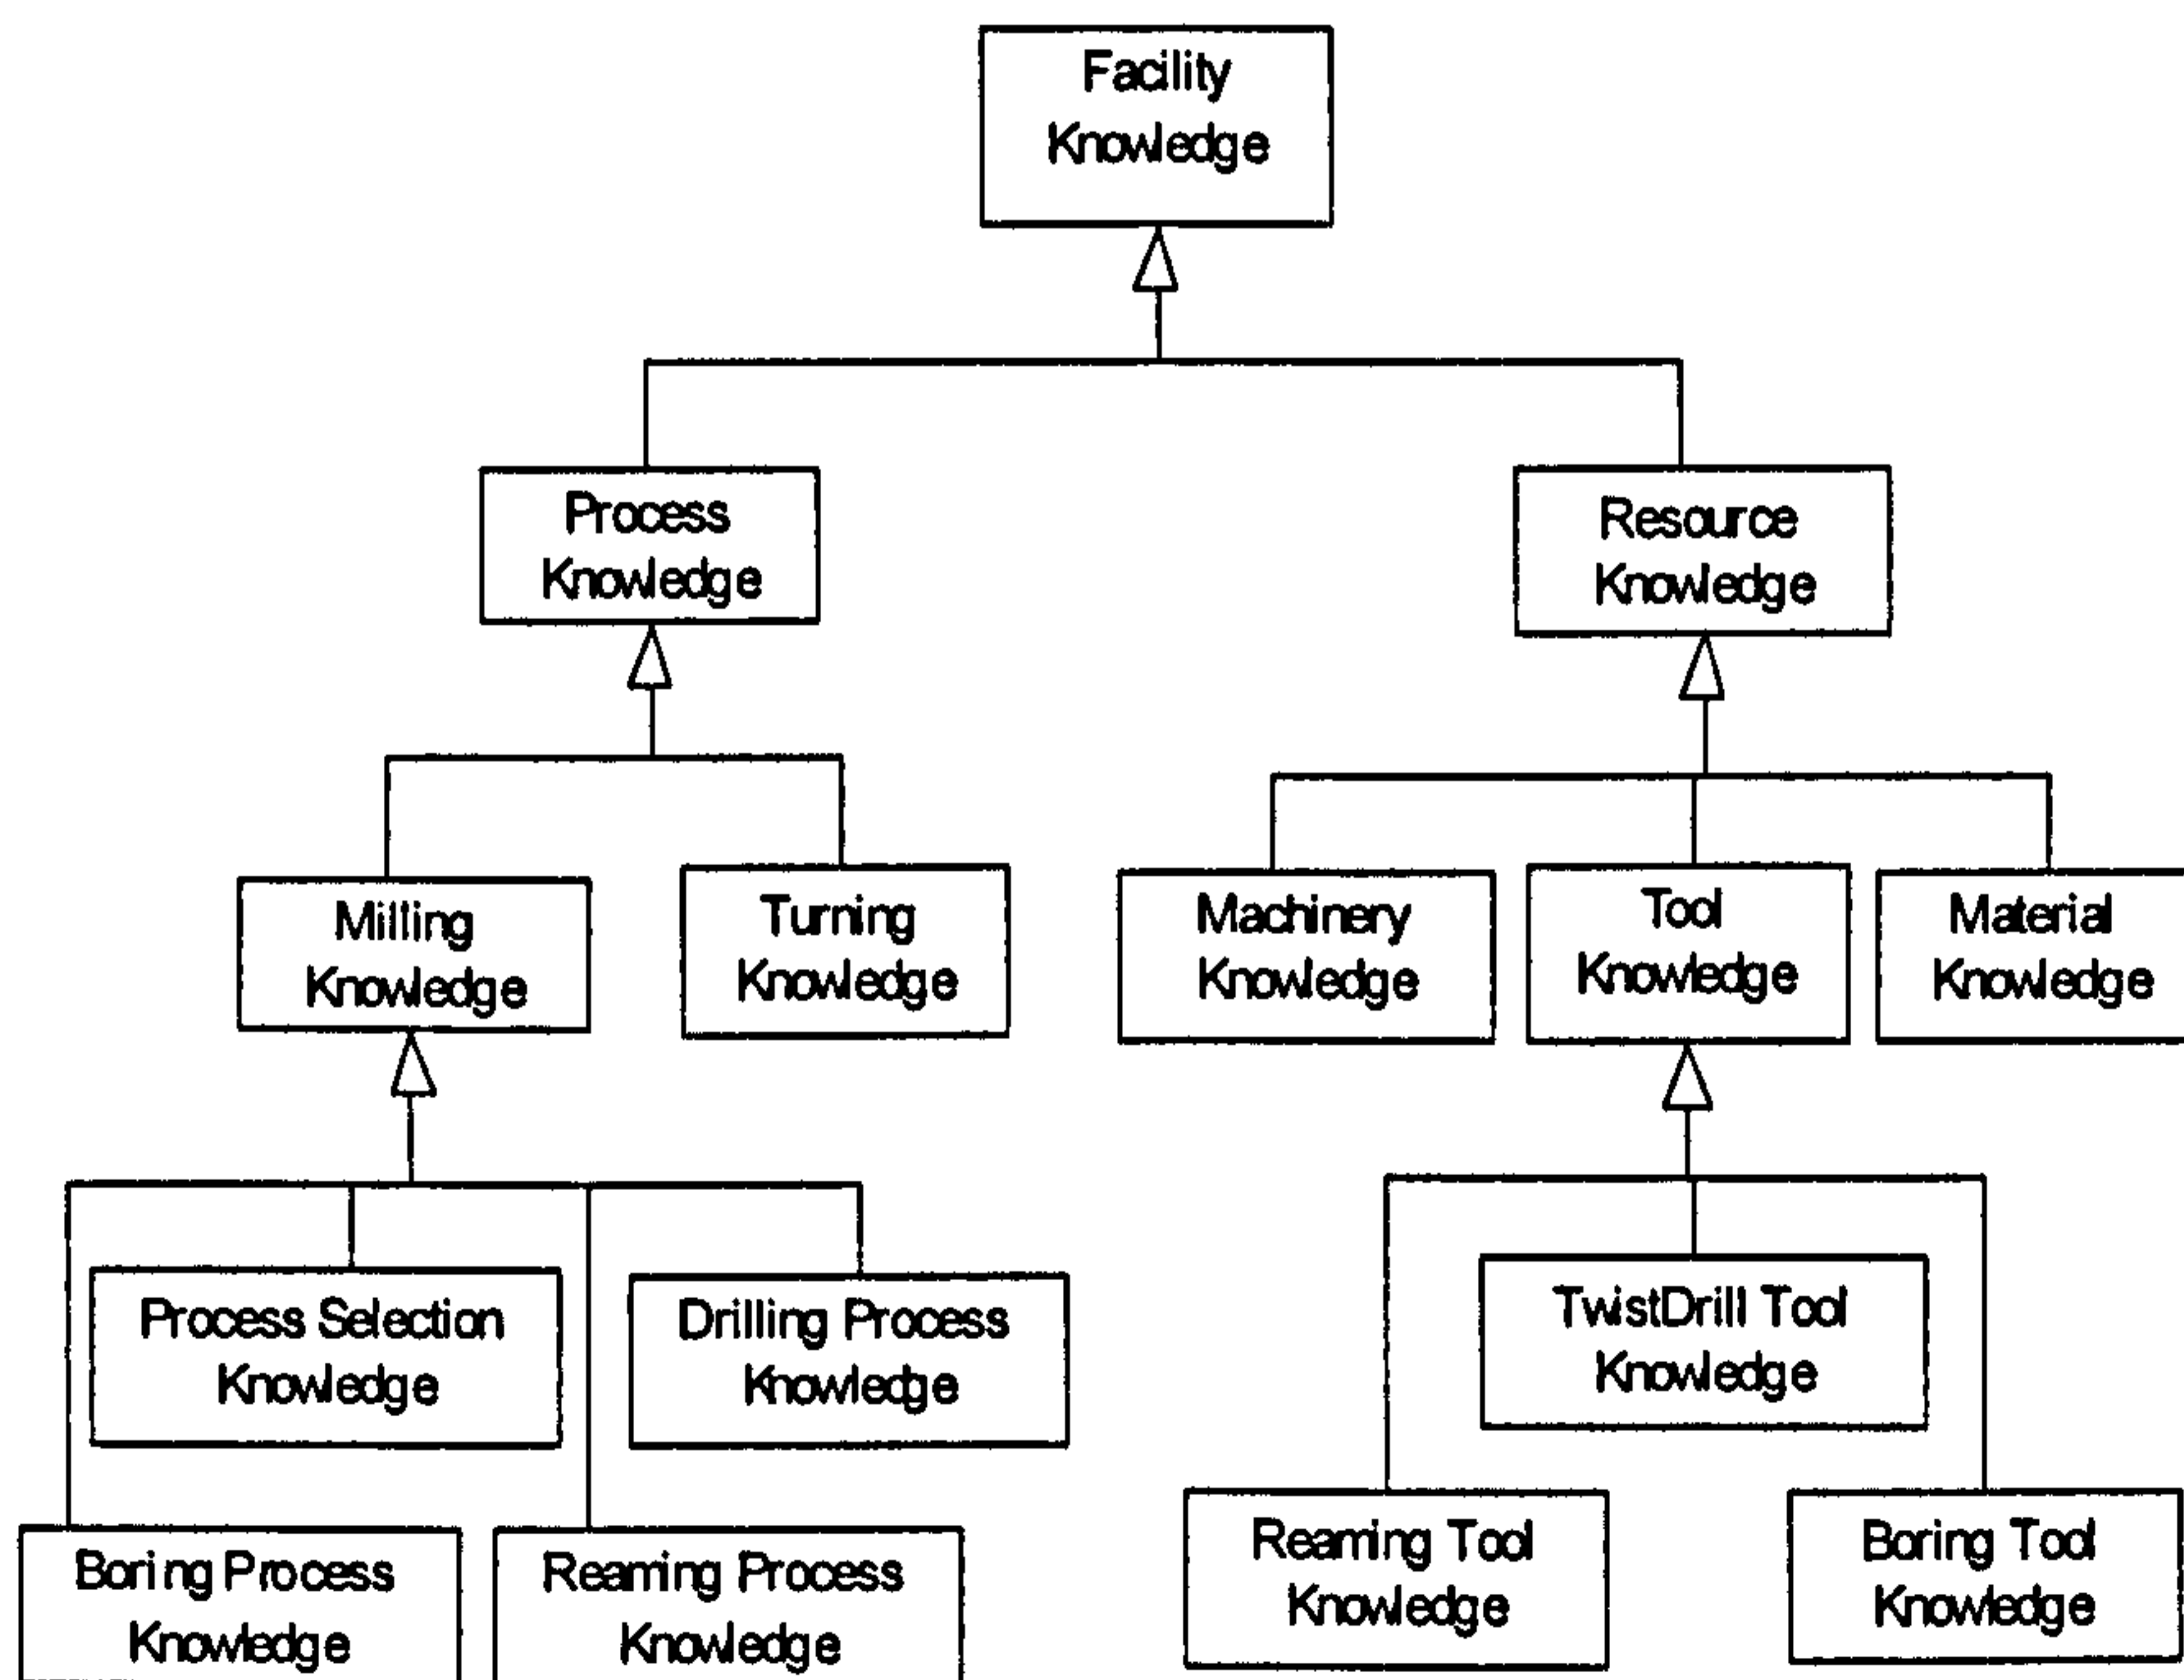 Facility
Knowledge
Process
Knowledge
Resource
Knowledge
Milling
Knowledge
Turning
Knowledge
Machinery
Knowledge
Tool
Knowledge
Material
Knowledge
Process Selection
Knowledge
Drilling Process
Knowledge
TwistDrill Tool
Knowledge
Boring Process
Knowledge
Reaming Process
Knowledge
Reaming Tool
Knowledge
Boring Tool
Knowledge